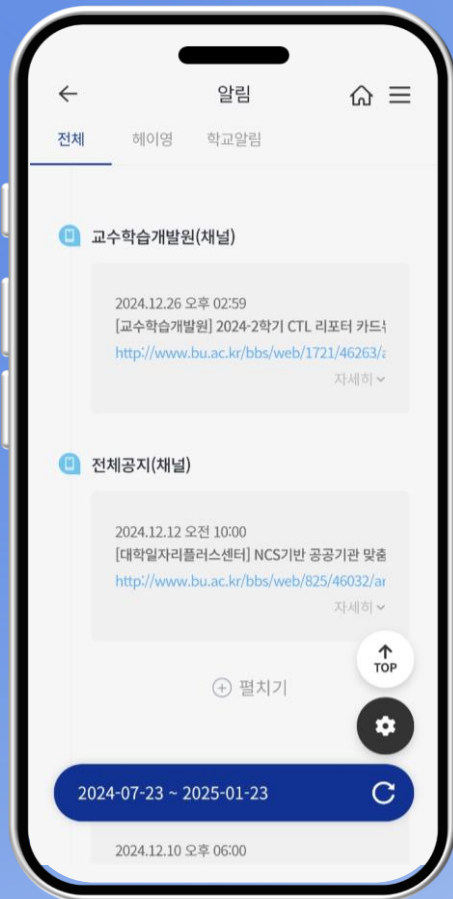 알림
전체 헤이영 학교알림
교수학습개발원(채널)
2024.12.26 오후 02:59
[교수학습개발원] 2024-2학기 CTL 리포터 카드
http://www.bu.ac.kr/bbs/web/1721/46263/
자세히
전체공지(채널)
2024.12.12 오전 10:00
[대학일자리플러스센터] NCS기반 공공기관 맞춤
http://www.bu.ac.kr/bbs/web/825/46032/ar
자세히
TOP
펼치기
2024-07-23 ~ 2025-01-23
2024.12.10 오후 06:00